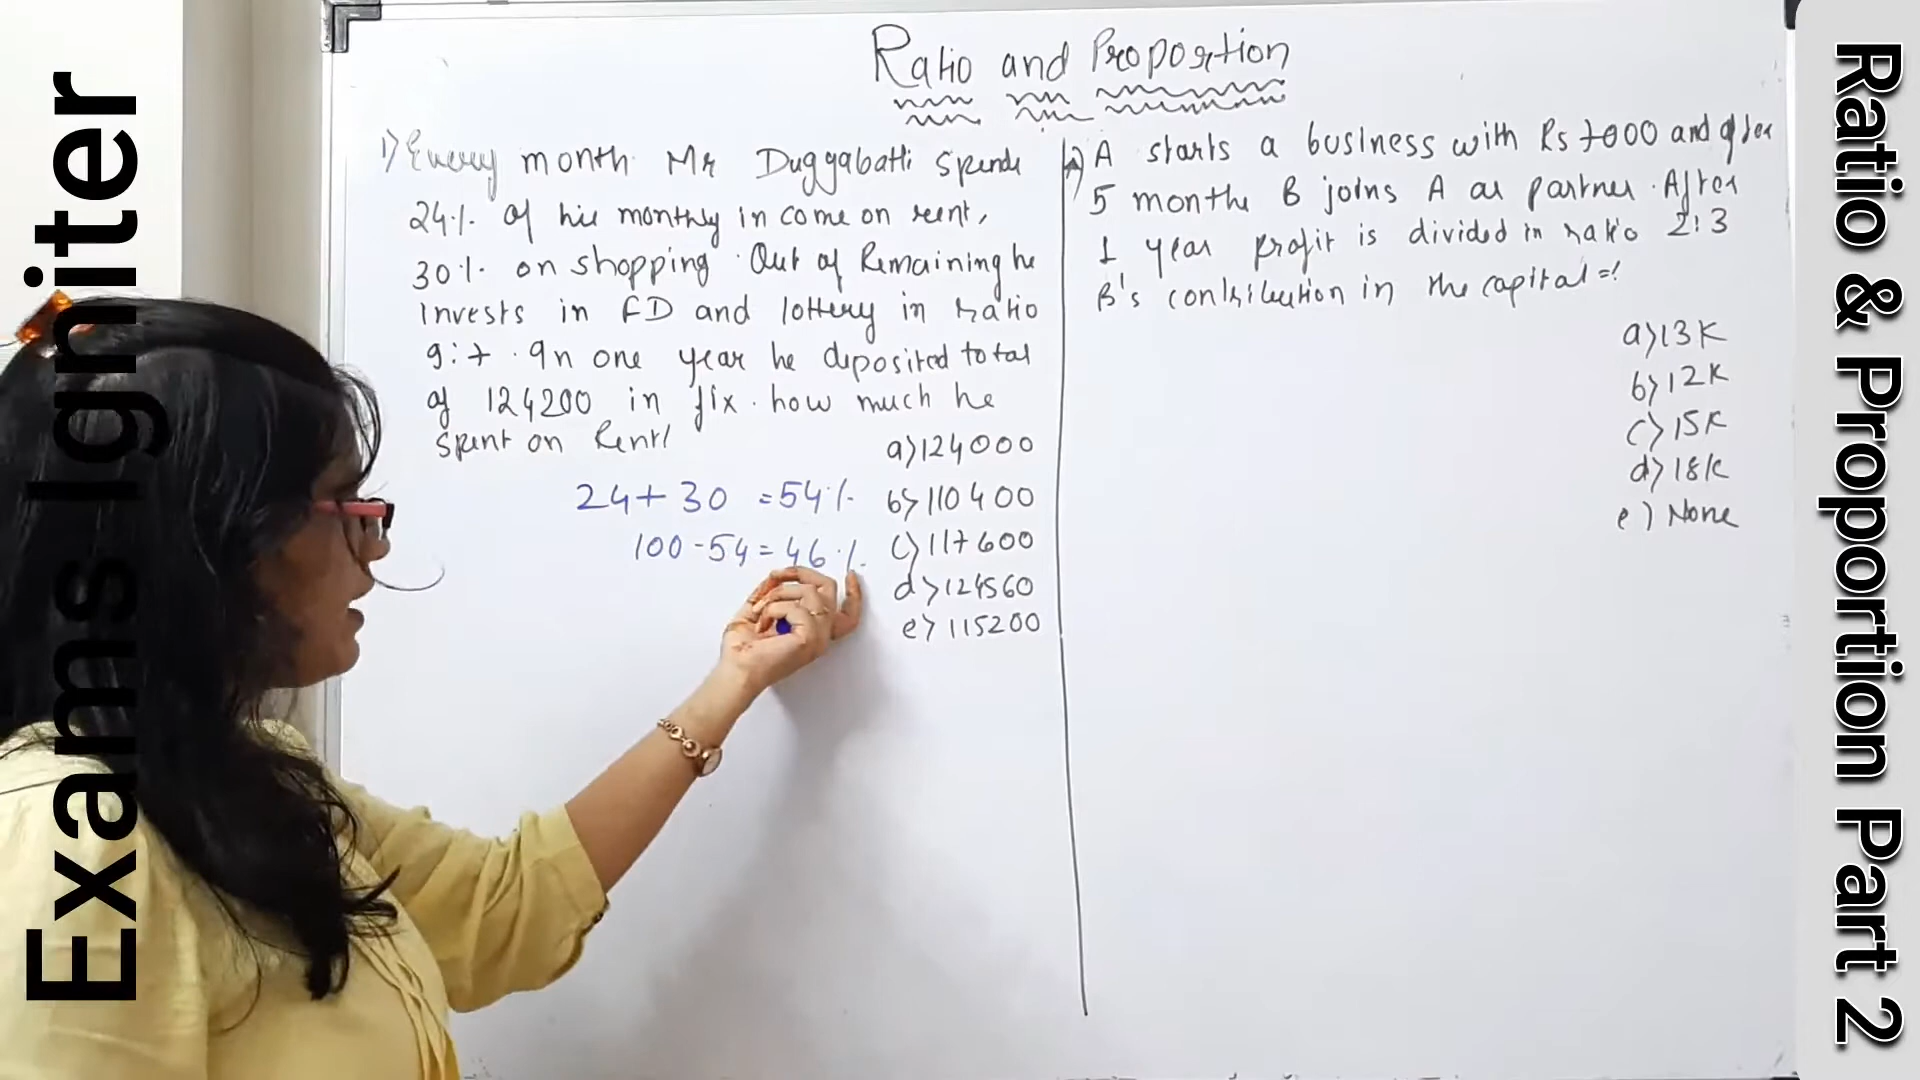 Exams Igniter
Ratio and Proportion
1) Every month Mr Duggabatti Spends
24% of his monthly income on rent,
30% on shopping. Out of Remaining he
invests in FD and lottery in ratio
9:7. In one year he deposited total
of 124200 in fix. how much he
spent on Rent?
a) 124000
b) 110400
c) 117600
d) 124560
e) 115200
24 + 30 = 54%
100 - 54 = 46%
A starts a business with Rs 7000 and after
5 months B joins A as partner. After
1 year profit is divided in ratio 2:3
B's contribution in the capital = ?
a) 13K
b) 12K
c) 15K
d) 18K
e) None
Ratio & Proportion Part 2